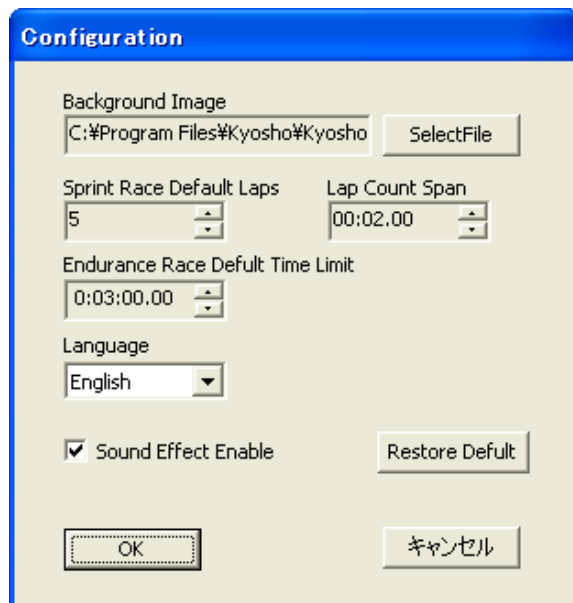 Configuration
Background Image
C:¥Program Files¥Kyosho¥Kyosho
SelectFile
Sprint Race Default Laps
Lap Count Span
5
00:02.00
Endurance Race Defult Time Limit
0:03:00.00
Language
English
Sound Effect Enable
Restore Defult
OK
キャンセル